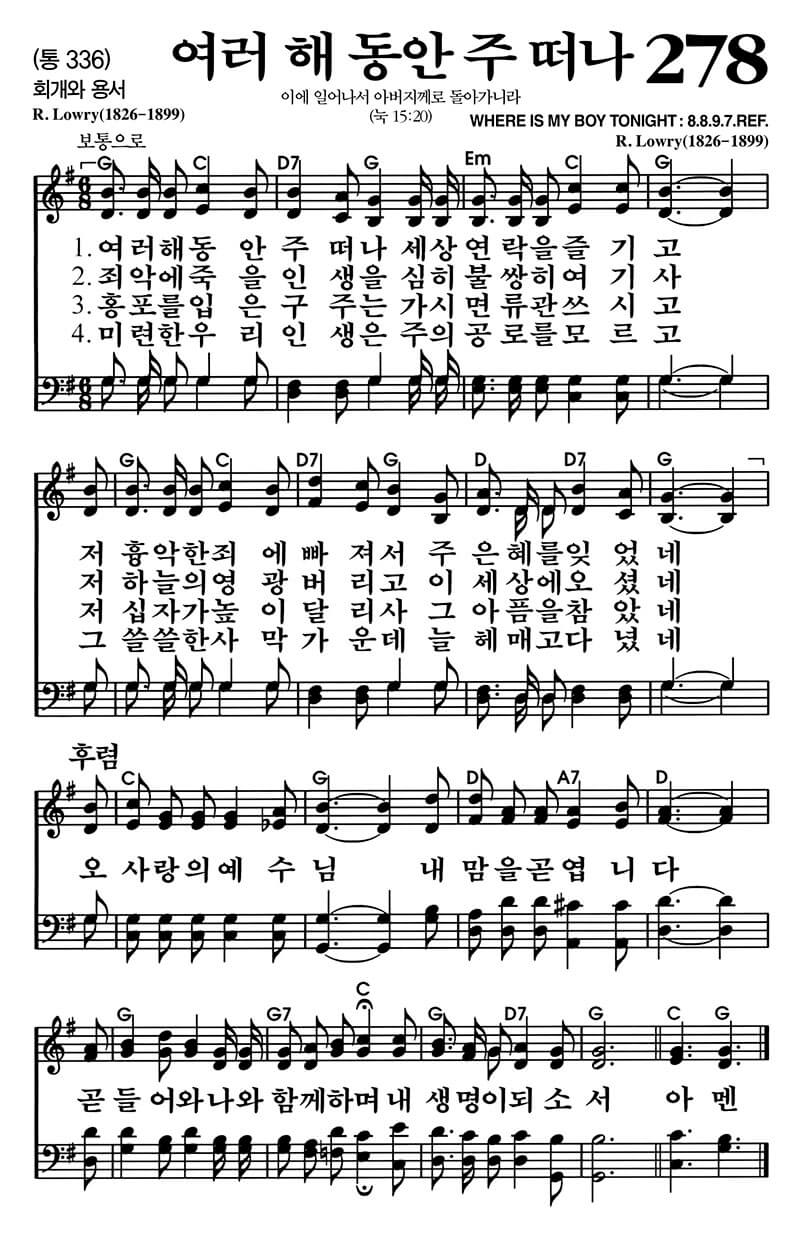 (통 336)
여러 해 동안 주 떠나 278
회개와 용서
이에 일어나서 아버지께로 돌아가니라
R. Lowry(1826-1899)
(눅 15:20)
WHERE IS MY BOY TONIGHT : 8.8.9.7.REF.
R. Lowry(1826-1899)
보통으로
G C D7 G Em C G
6 8
1. 여러해동 안 주 떠나 세상 연락을즐 기 고
2. 죄악에죽 을 인 생을 심히 불쌍히여 기 사
3. 홍포를입 은 구 주는 가시 면류관쓰 시 고
4. 미련한우 리 인 생은 주의 공로를모 르 고
6 8
G C D7 G D D7 G
저 흉악한죄 에 빠 져서 주 은혜를잊 었 네
저 하늘의영 광 버 리고 이 세상에오 셨 네
저 십자가높 이 달 리사 그 아픔을참 았 네
그 쓸쓸한사 막 가 운데 늘 헤매고다 녔 네
후렴
C G D A7 D
오 사랑의예 수 님 내 맘을곧엽 니 다
C
G G7 G D7 G C G
곧 들 어와나와 함께하며내 생명이되 소 서 아 멘